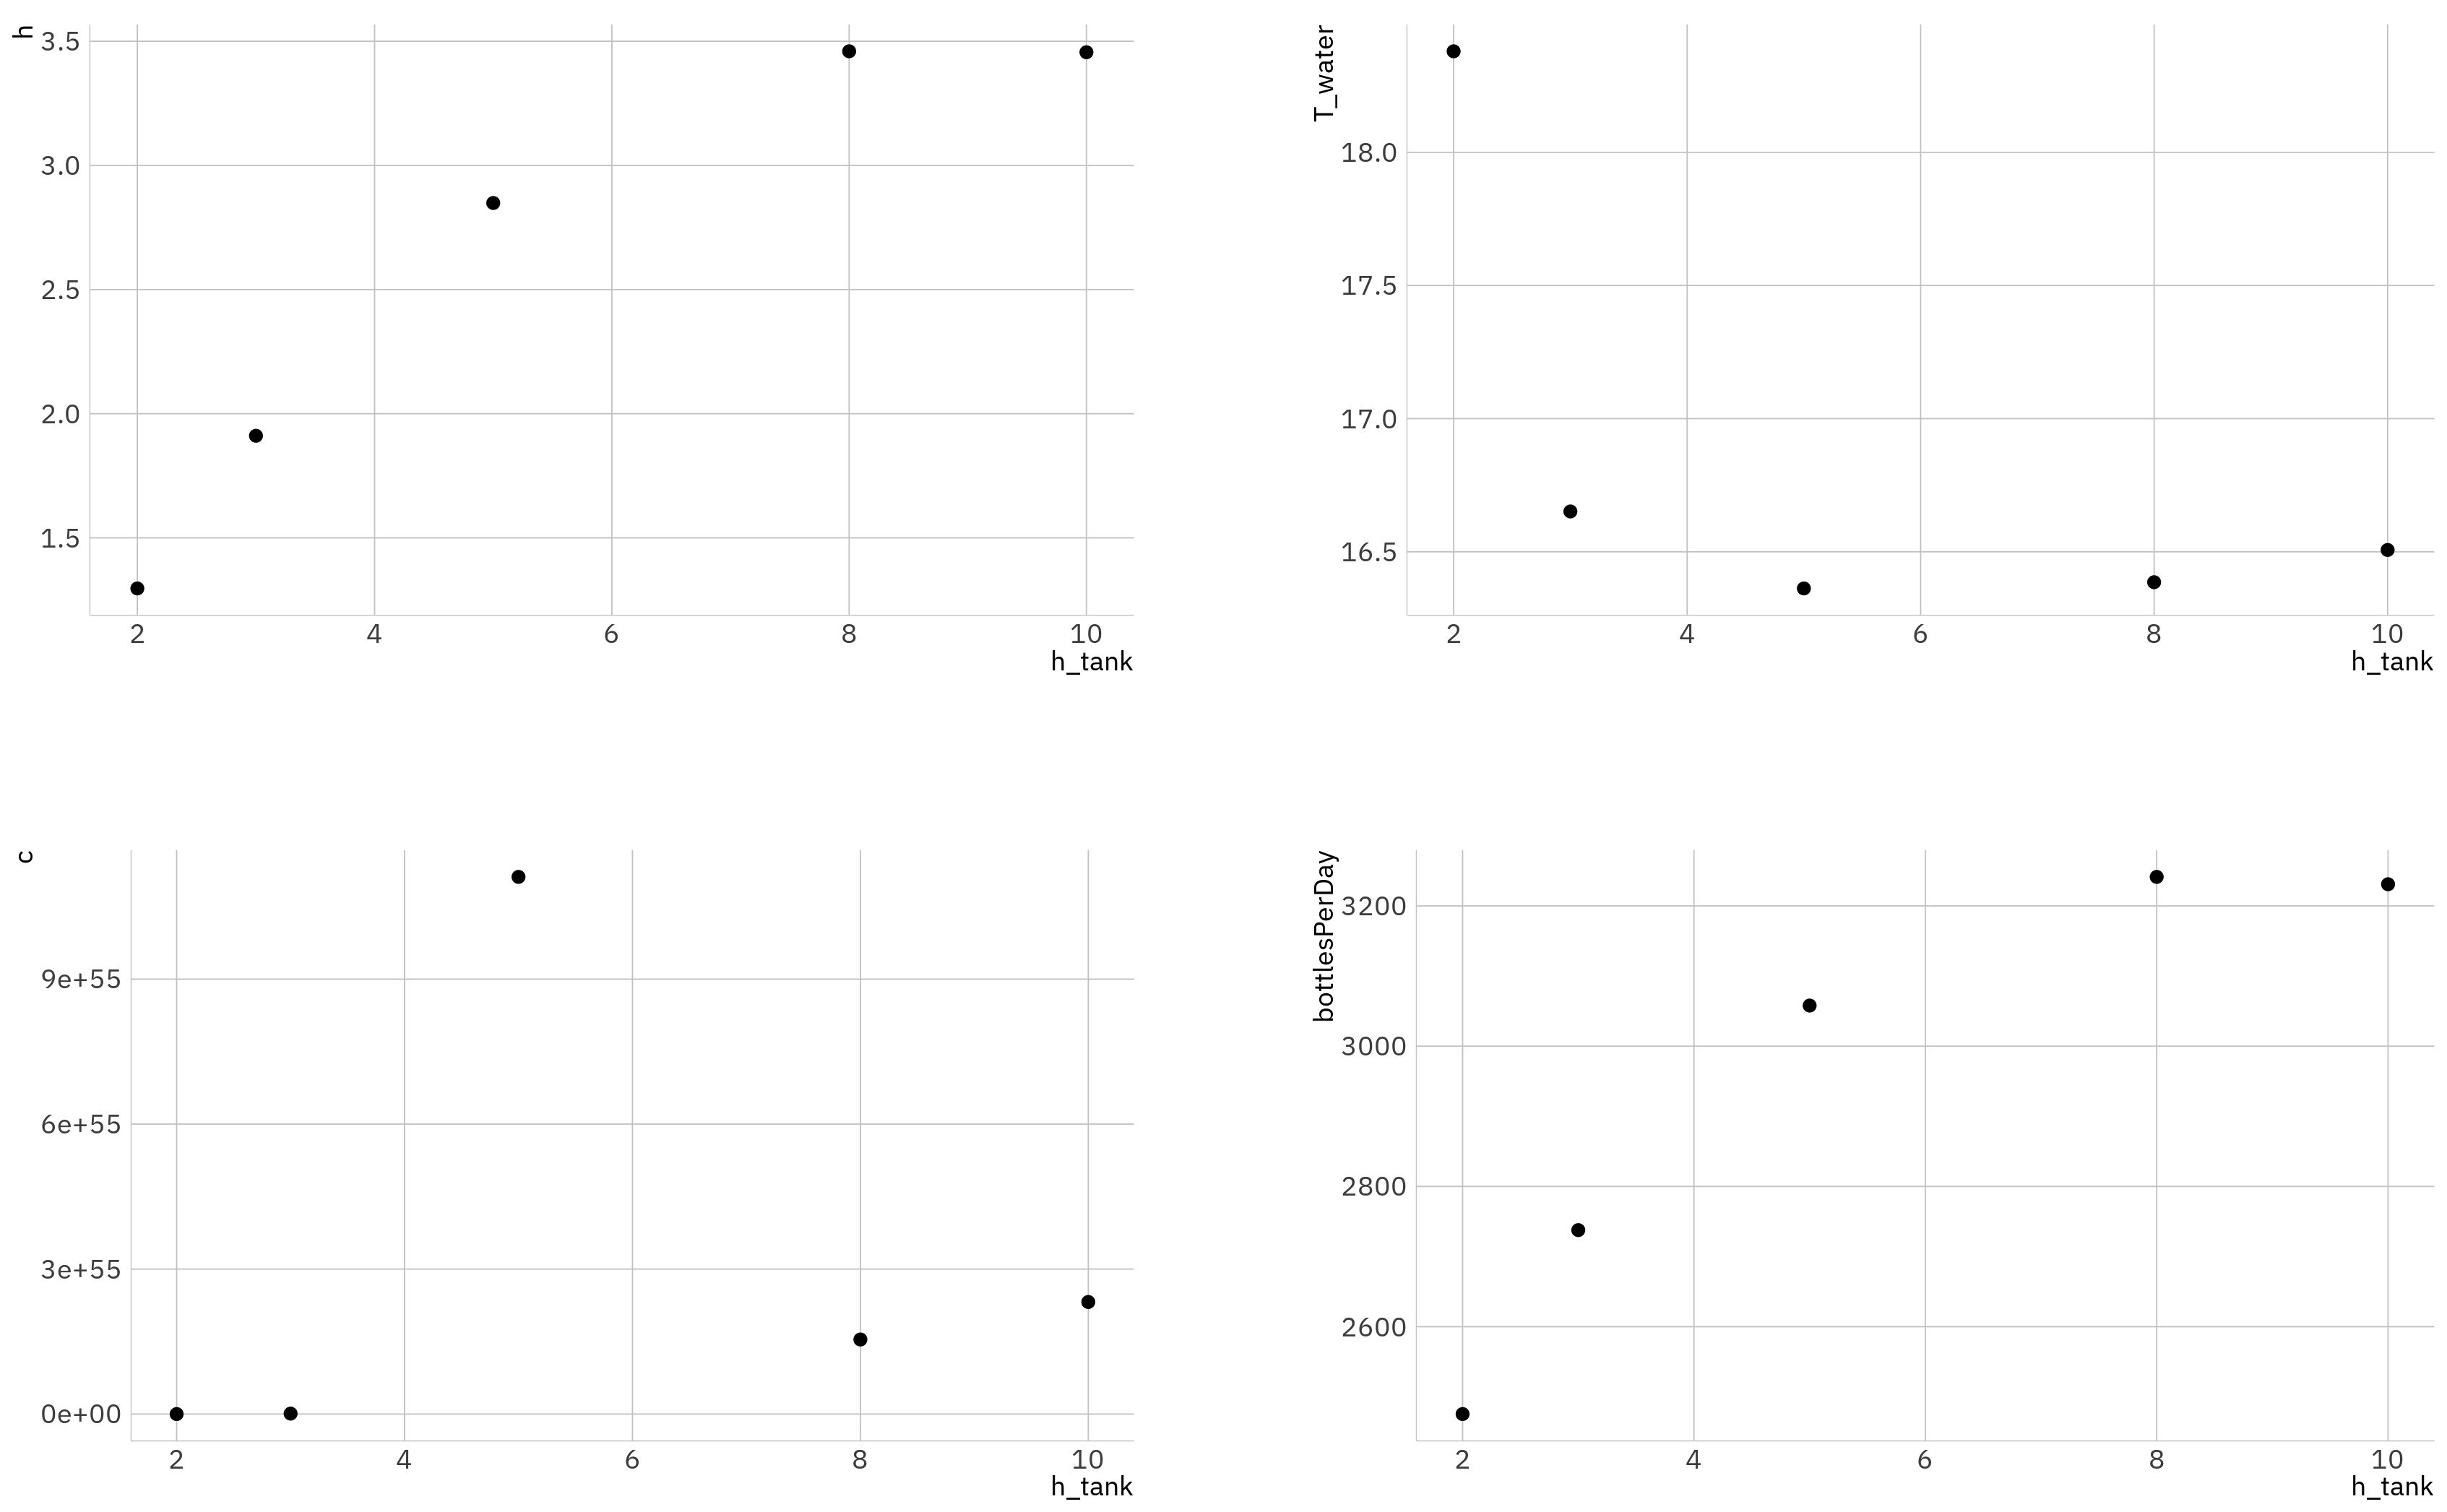 h
3.5
3.0
2.5
2.0
1.5
2 4 6 8 10
h_tank
T_water
18.0
17.5
17.0
16.5
2 4 6 8 10
h_tank
c
9e+55
6e+55
3e+55
0e+00
2 4 6 8 10
h_tank
bottlesPerDay
3200
3000
2800
2600
2 4 6 8 10
h_tank